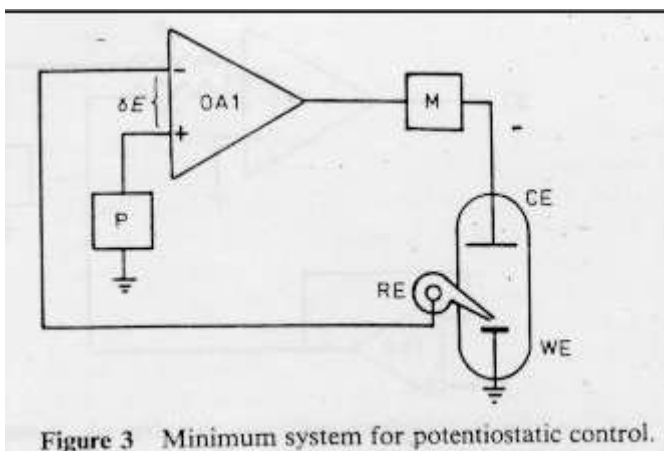 −
δE
OA1
+
M
-
P
CE
RE
WE
Figure 3 Minimum system for potentiostatic control.